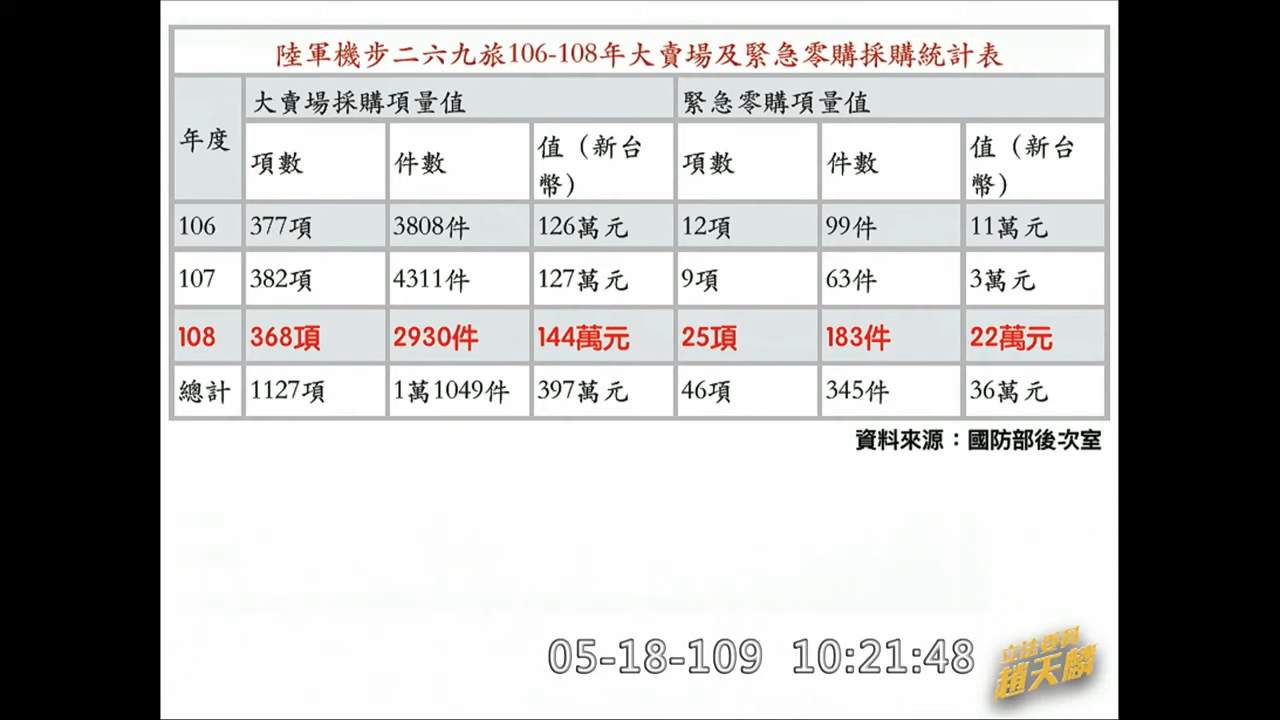 陸軍機步二六九旅106-108年大賣場及緊急零購採購統計表
年度 大賣場採購項量值 緊急零購項量值
項數 件數 值（新台幣） 項數 件數 值（新台幣）
106 377項 3808件 126萬元 12項 99件 11萬元
107 382項 4311件 127萬元 9項 63件 3萬元
108 368項 2930件 144萬元 25項 183件 22萬元
總計 1127項 1萬1049件 397萬元 46項 345件 36萬元
資料來源：國防部後次室
05-18-109 10:21:48
立法委員
趙天麟